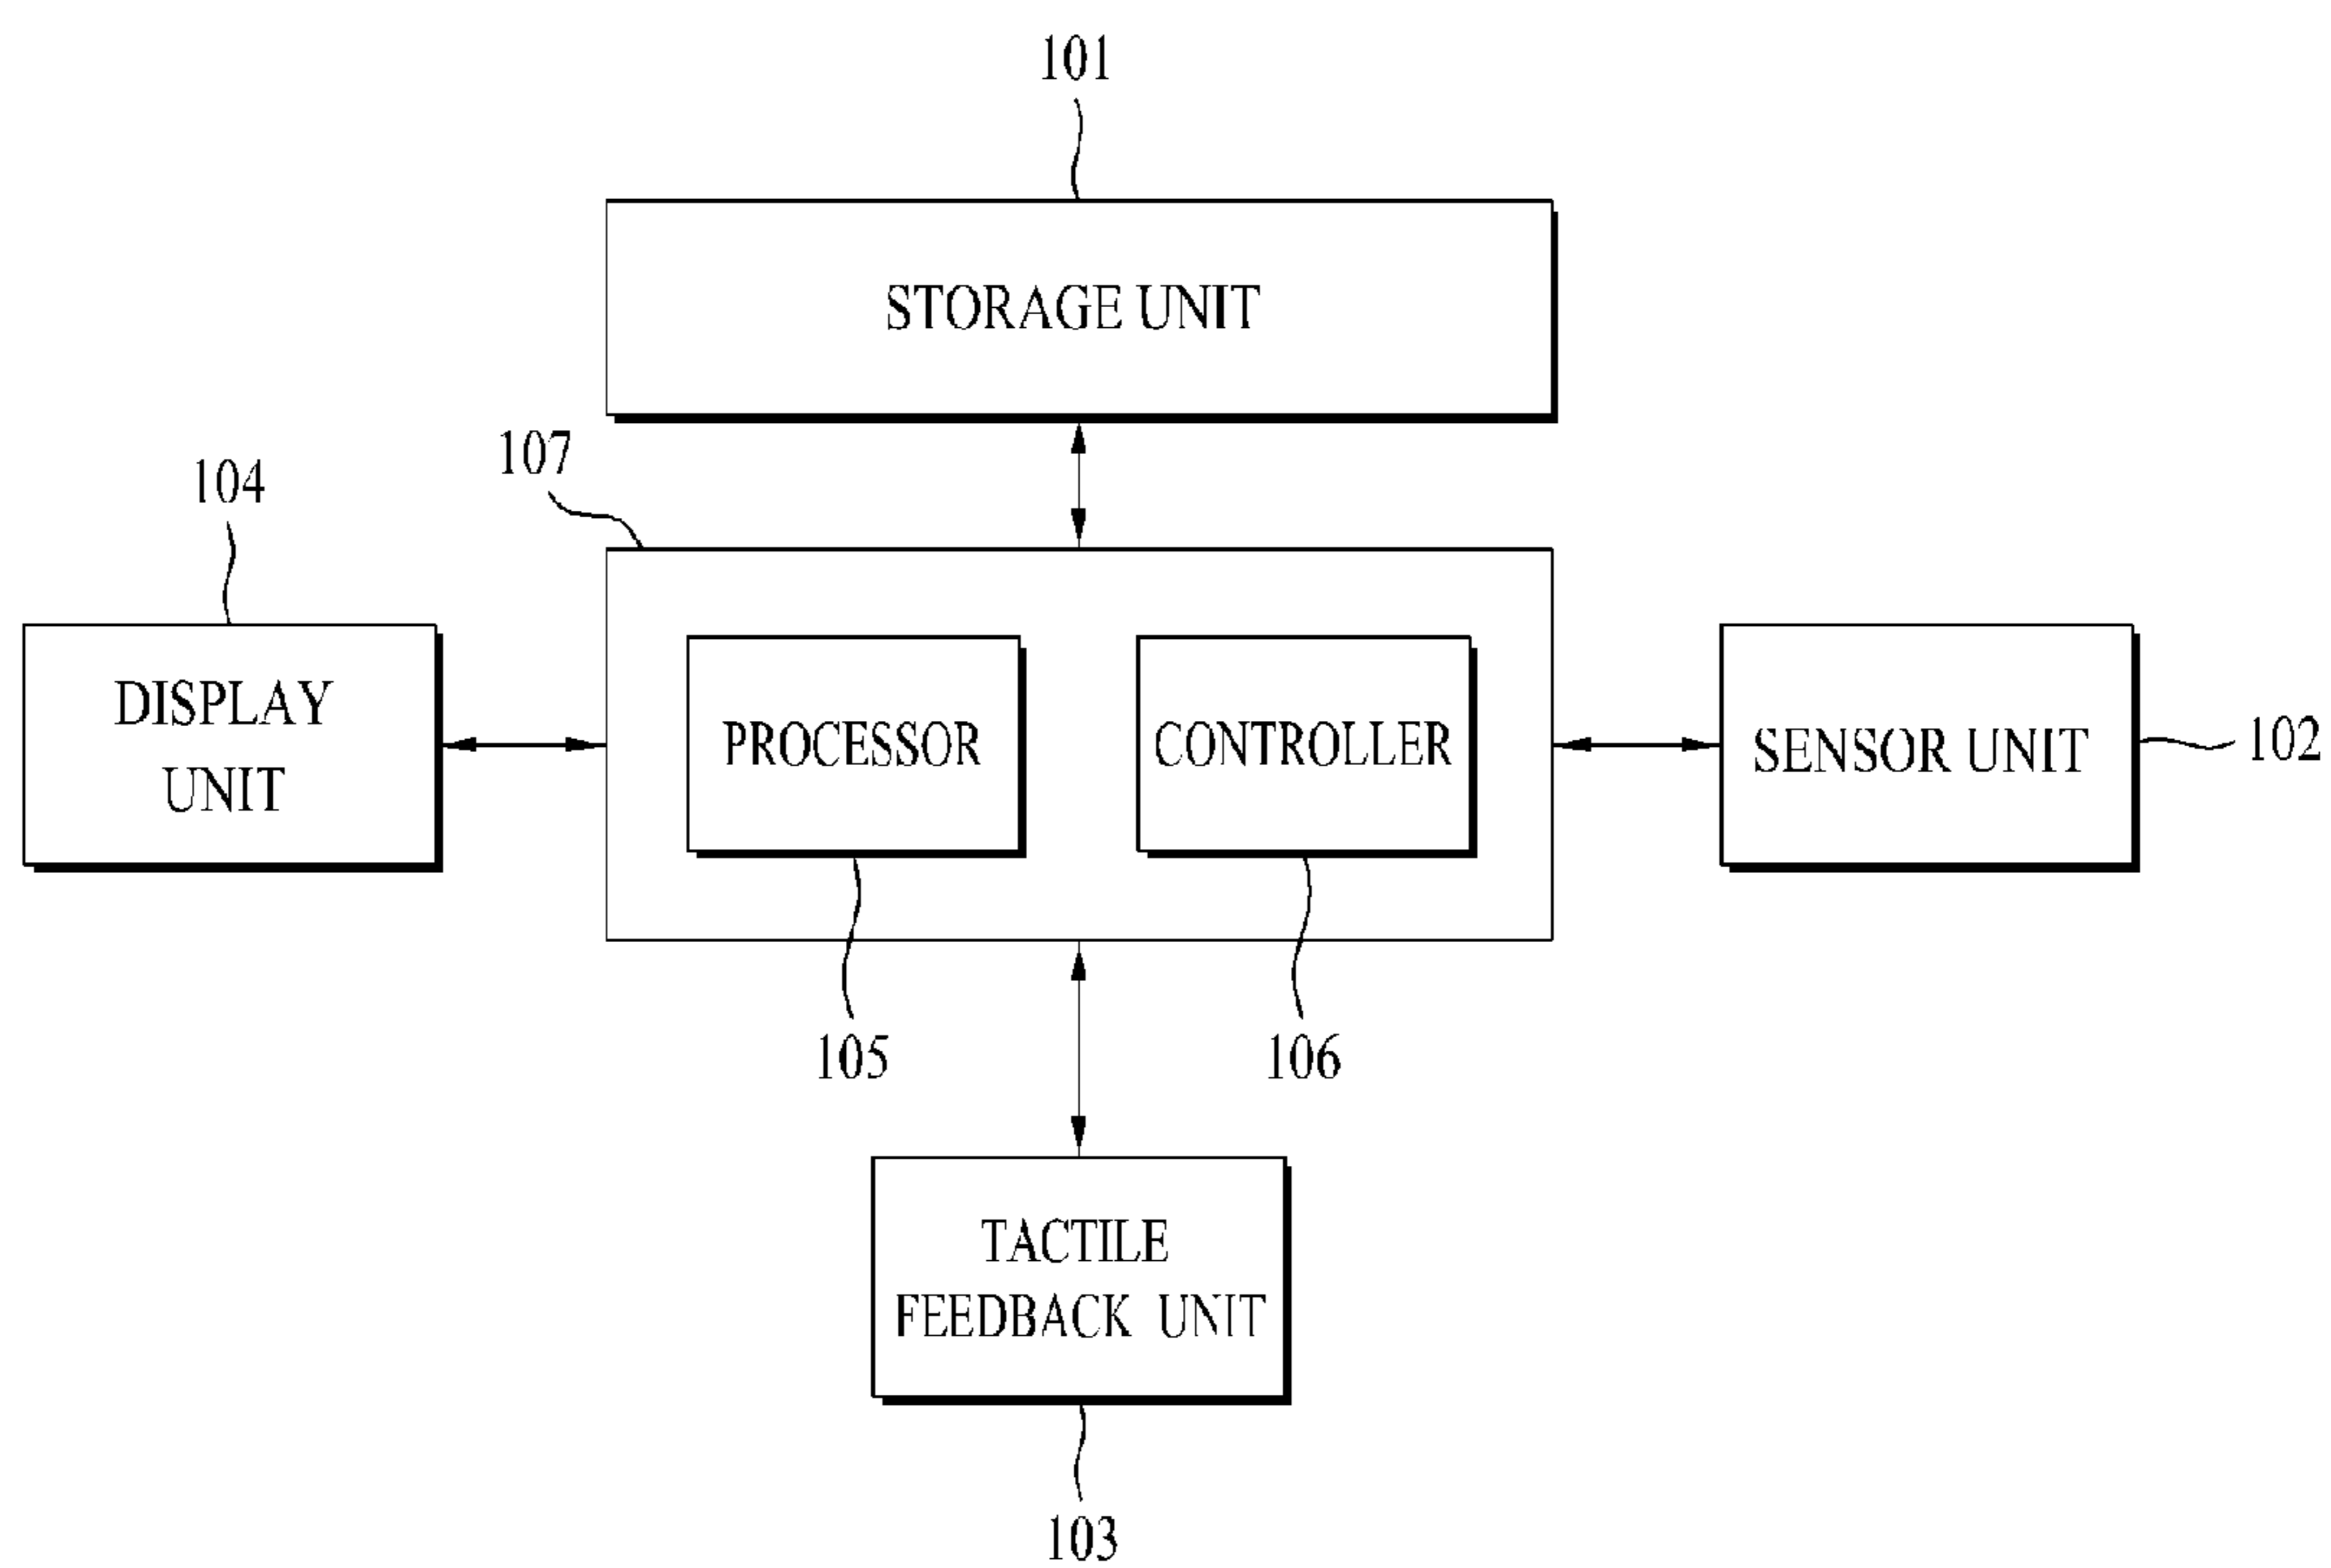 101
STORAGE UNIT
107
104
DISPLAY
UNIT
PROCESSOR
CONTROLLER
SENSOR UNIT
102
105
106
TACTILE
FEEDBACK UNIT
103